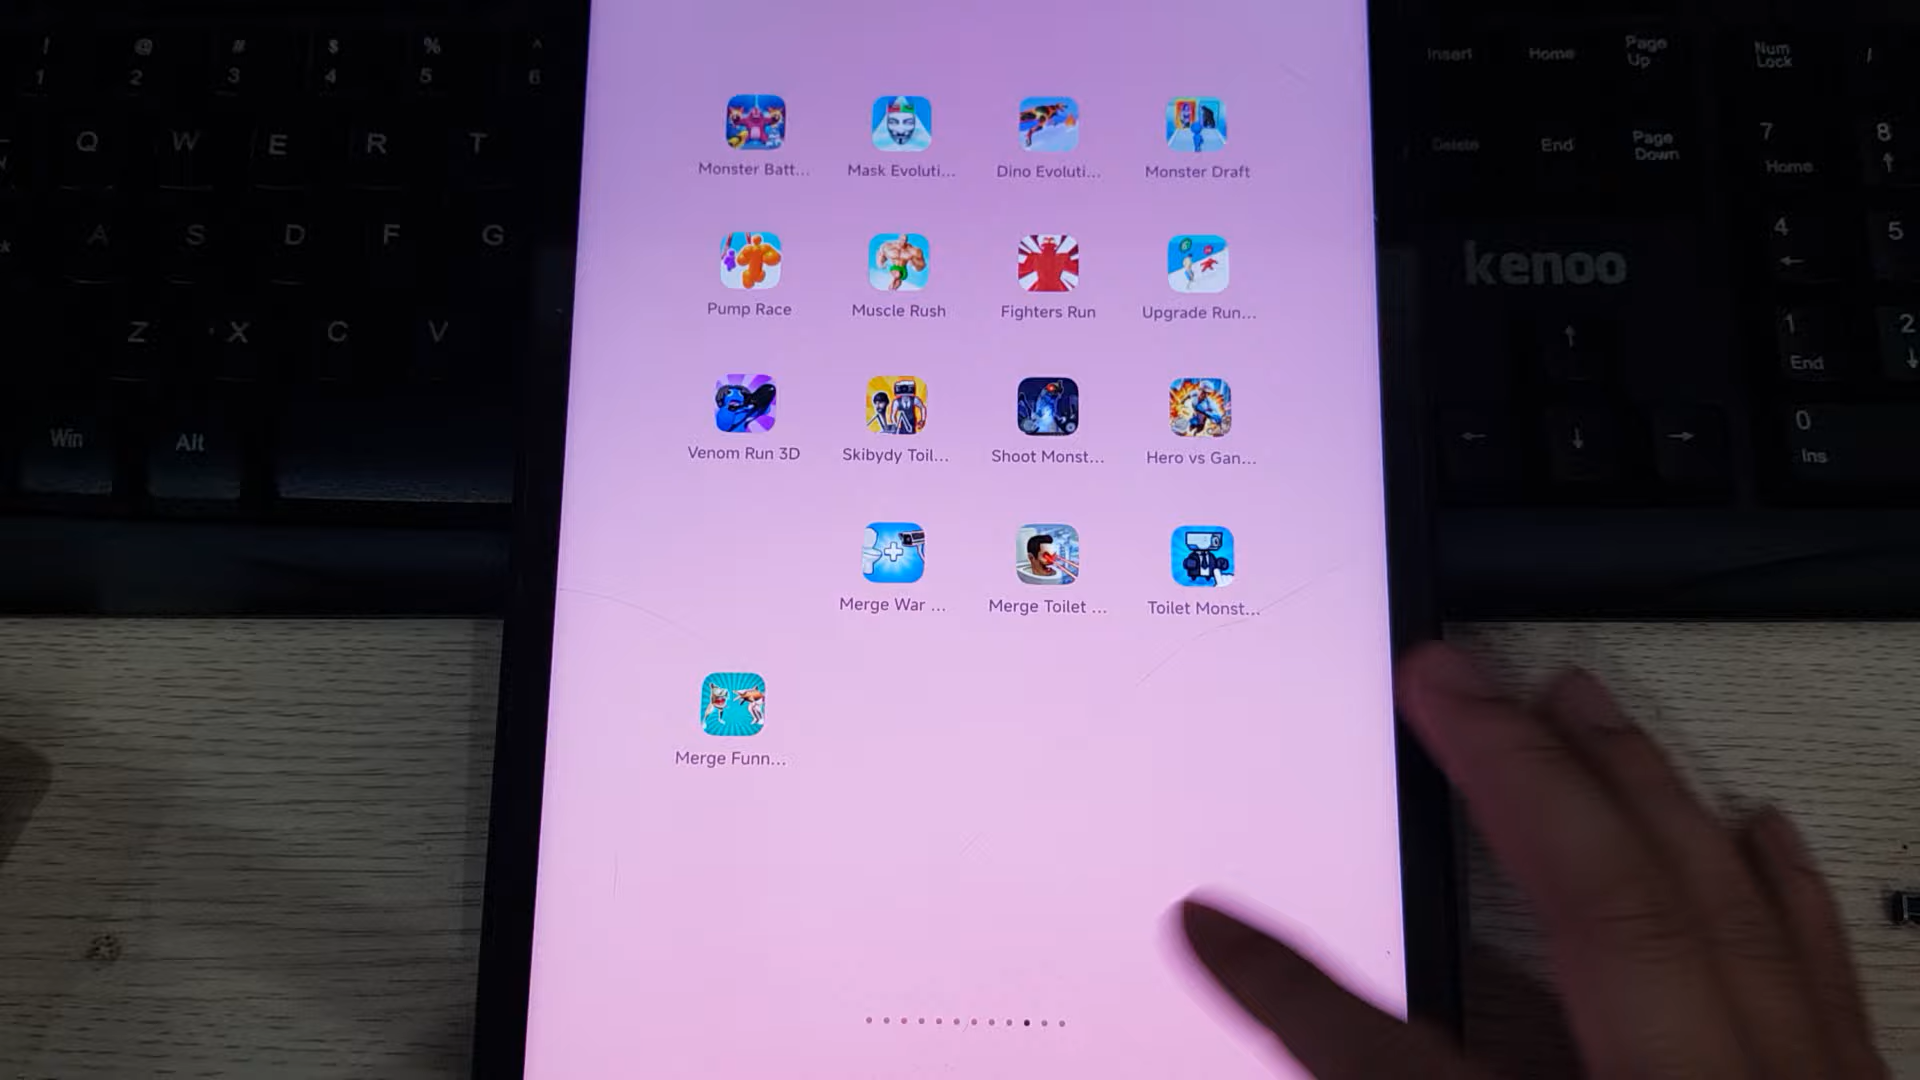 ! @ # $ % ^
1 2 3 4 5 6
Q W E R T
A S D F G
Z X C V
Win Alt
Monster Batt... Mask Evoluti... Dino Evoluti... Monster Draft
Pump Race Muscle Rush Fighters Run Upgrade Run...
Venom Run 3D Skibydy Toil... Shoot Monst... Hero vs Gan...
Merge War ... Merge Toilet ... Toilet Monst...
Merge Funn...
Insert Home Page Up Num Lock /
Delete End Page Down 7 Home 8 ↑
kenoo
4 ← 5
↑ 1 End 2 ↓
← ↓ → 0 Ins